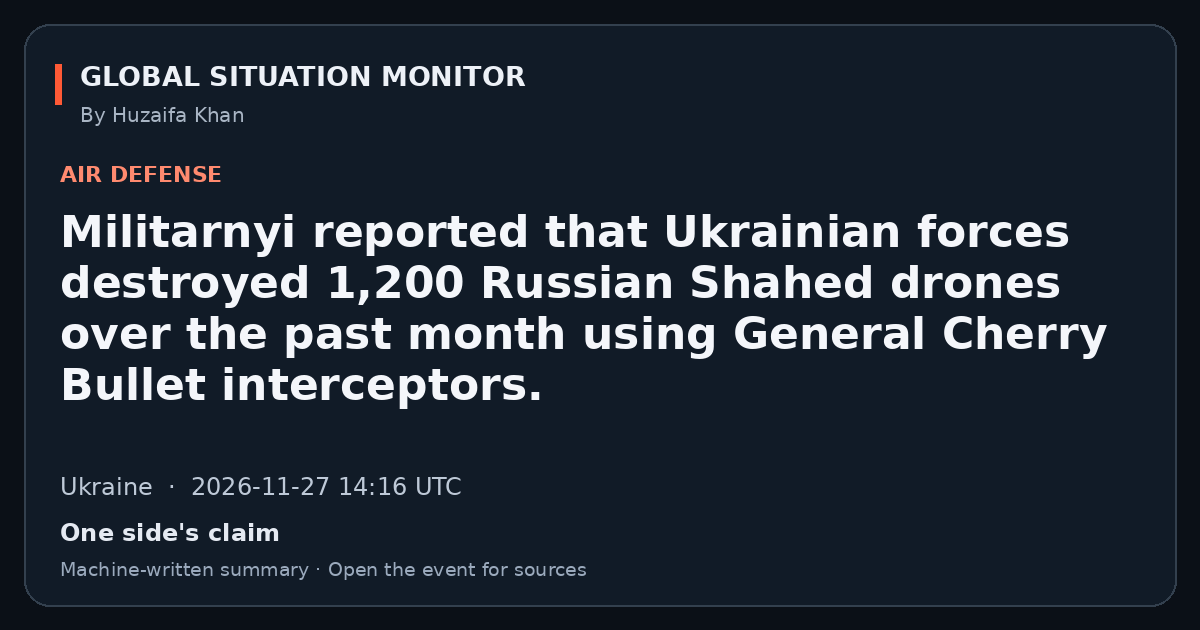 GLOBAL SITUATION MONITOR
By Huzaifa Khan
AIR DEFENSE
Militarnyi reported that Ukrainian forces
destroyed 1,200 Russian Shahed drones
over the past month using General Cherry
Bullet interceptors.
Ukraine · 2026-11-27 14:16 UTC
One side's claim
Machine-written summary · Open the event for sources